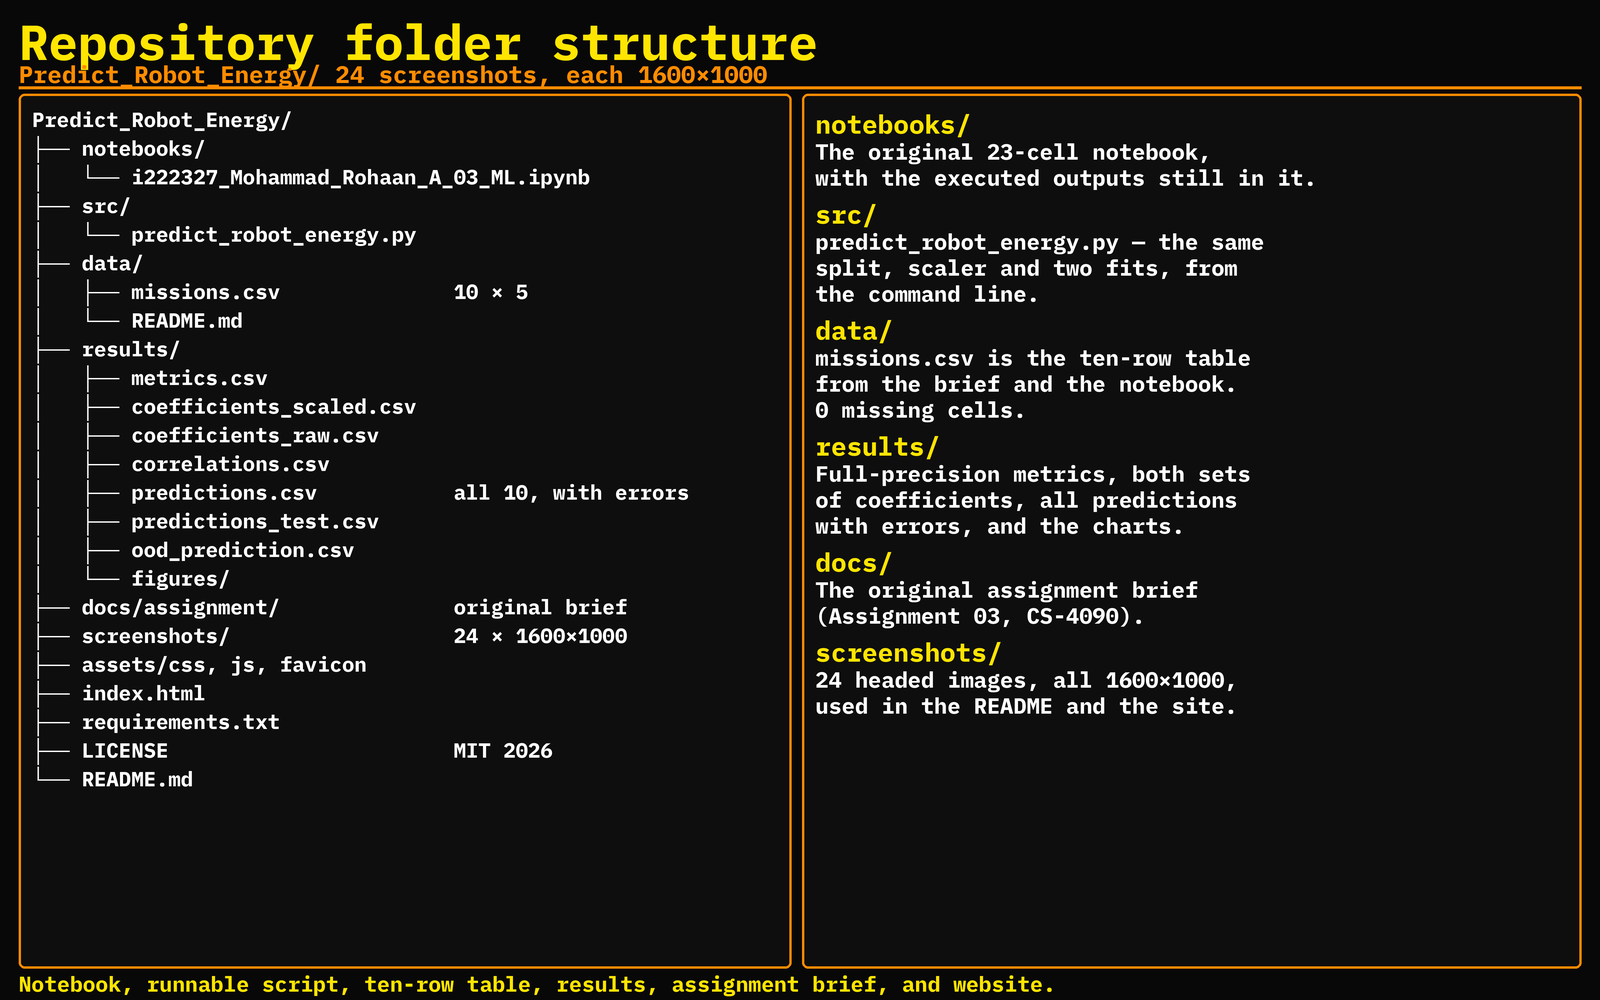 Repository folder structure
Predict_Robot_Energy/ 24 screenshots, each 1600×1000
Predict_Robot_Energy/
├── notebooks/
│   └── i222327_Mohammad_Rohaan_A_03_ML.ipynb
├── src/
│   └── predict_robot_energy.py
├── data/
│   ├── missions.csv              10 × 5
│   └── README.md
├── results/
│   ├── metrics.csv
│   ├── coefficients_scaled.csv
│   ├── coefficients_raw.csv
│   ├── correlations.csv
│   ├── predictions.csv           all 10, with errors
│   ├── predictions_test.csv
│   ├── ood_prediction.csv
│   └── figures/
├── docs/assignment/              original brief
├── screenshots/                  24 × 1600×1000
├── assets/css, js, favicon
├── index.html
├── requirements.txt
├── LICENSE                       MIT 2026
└── README.md
notebooks/
The original 23-cell notebook,
with the executed outputs still in it.
src/
predict_robot_energy.py — the same
split, scaler and two fits, from
the command line.
data/
missions.csv is the ten-row table
from the brief and the notebook.
0 missing cells.
results/
Full-precision metrics, both sets
of coefficients, all predictions
with errors, and the charts.
docs/
The original assignment brief
(Assignment 03, CS-4090).
screenshots/
24 headed images, all 1600×1000,
used in the README and the site.
Notebook, runnable script, ten-row table, results, assignment brief, and website.